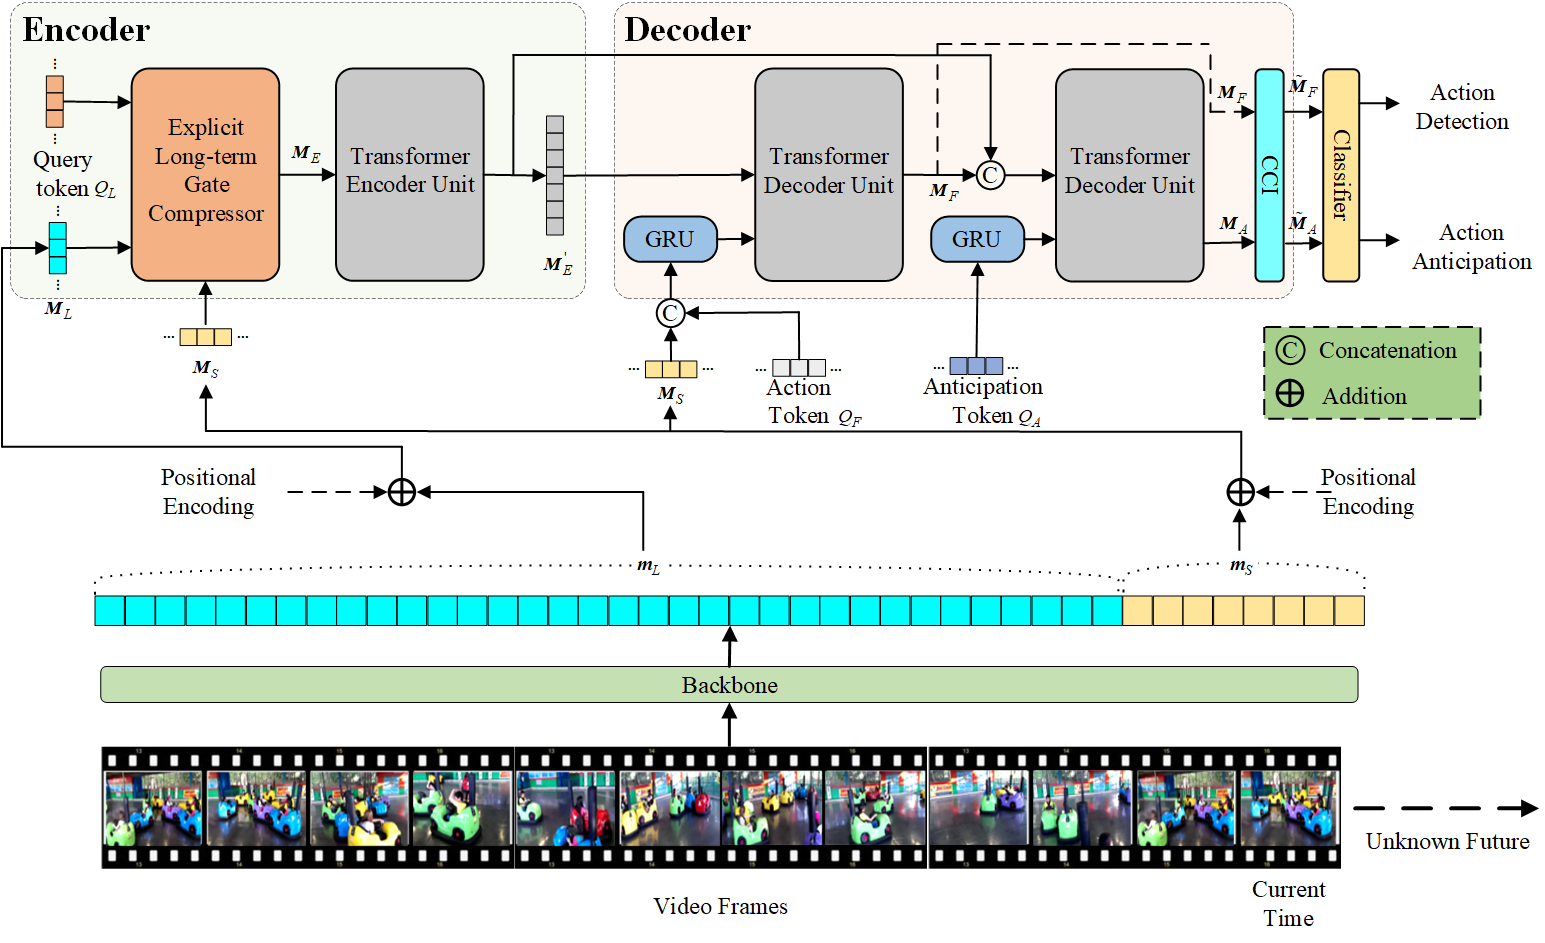 Encoder
Decoder
Query
token Q_L
M_L
Explicit
Long-term
Gate
Compressor
M_E
Transformer
Encoder Unit
M_E'
GRU
Transformer
Decoder Unit
M_F
C
GRU
Transformer
Decoder Unit
M_F
M_A
CCI
M̃_F
M̃_A
Classifier
Action
Detection
Action
Anticipation
... ...
M_S
C
... ...
M_S
... ...
Action
Token Q_F
... ...
Anticipation
Token Q_A
C Concatenation
⊕ Addition
Positional
Encoding
Positional
Encoding
m_L
m_S
Backbone
Unknown Future
Video Frames
Current
Time